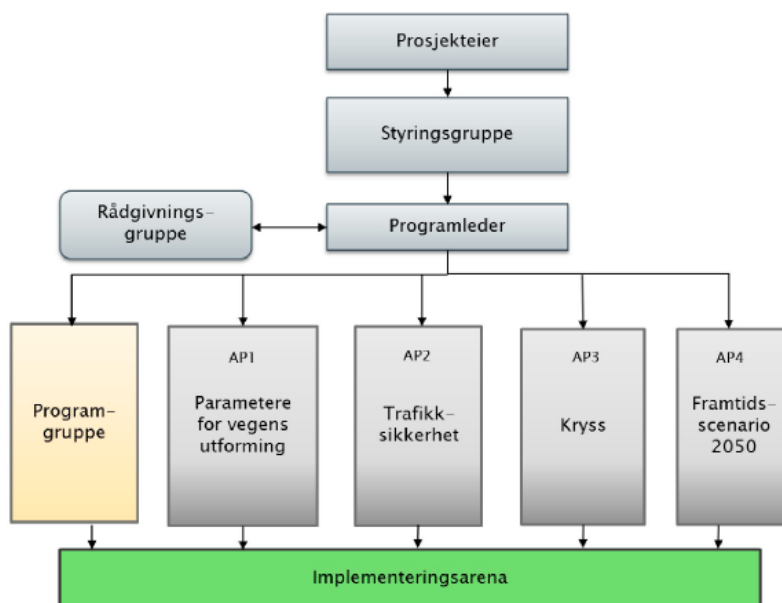 Prosjekteier
Styringsgruppe
Rådgivnings-
gruppe
Programleder
Program-
gruppe
AP1
Parametere
for vegens
utforming
AP2
Trafikk-
sikkerhet
AP3
Kryss
AP4
Framtids-
scenario
2050
Implementeringsarena